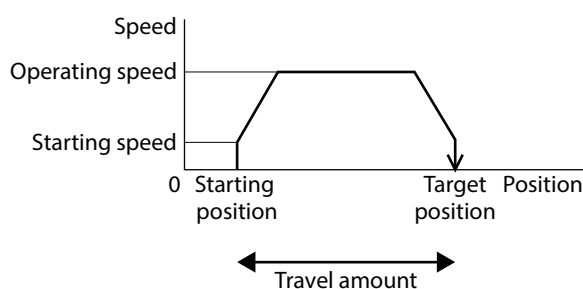 Speed
Operating speed
Starting speed
0 Starting position
Target position
Position
Travel amount